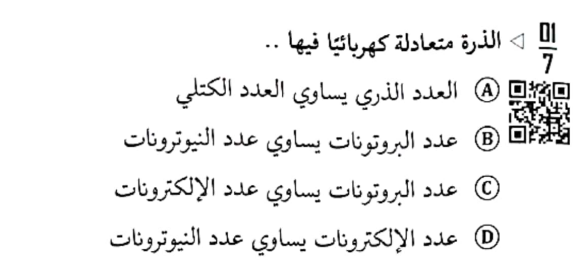 01/7 ◁ الذرة متعادلة كهربائيًا فيها ..
A العدد الذري يساوي العدد الكتلي
B عدد البروتونات يساوي عدد النيوترونات
C عدد البروتونات يساوي عدد الإلكترونات
D عدد الإلكترونات يساوي عدد النيوترونات